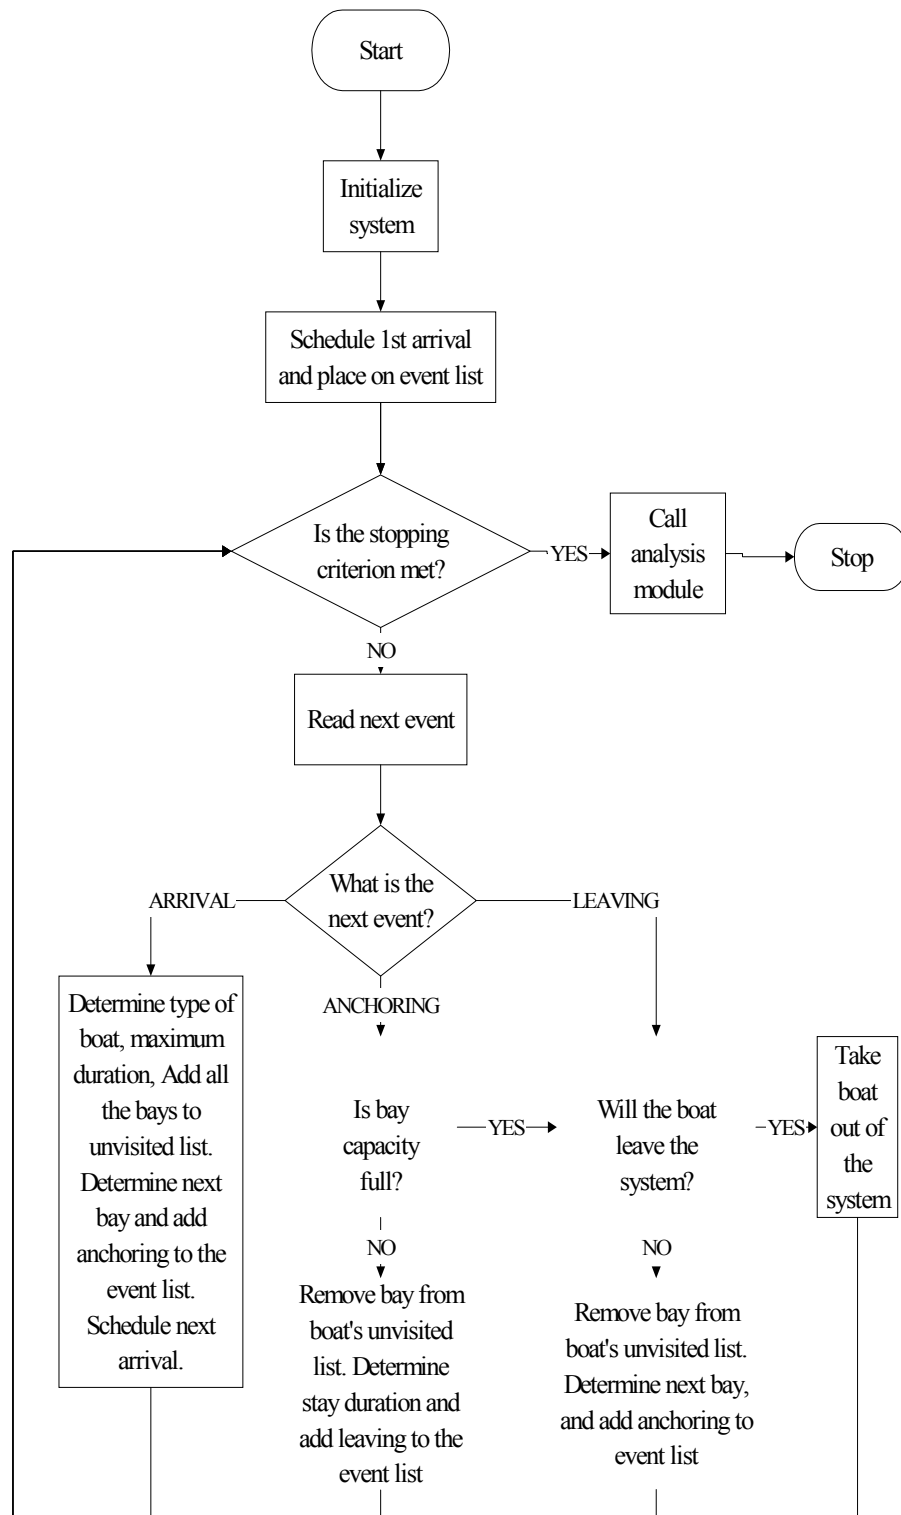 Start
Initialize
system
Schedule 1st arrival
and place on event list
Is the stopping
criterion met?
YES
Call
analysis
module
Stop
NO
Read next event
What is the
next event?
ARRIVAL
LEAVING
ANCHORING
Determine type of
boat, maximum
duration, Add all
the bays to
unvisited list.
Determine next
bay and add
anchoring to the
event list.
Schedule next
arrival.
Is bay
capacity
full?
YES
Will the boat
leave the
system?
YES
Take
boat
out of
the
system
NO
NO
Remove bay from
boat's unvisited
list. Determine
stay duration and
add leaving to the
event list
Remove bay from
boat's unvisited list.
Determine next bay,
and add anchoring to
event list